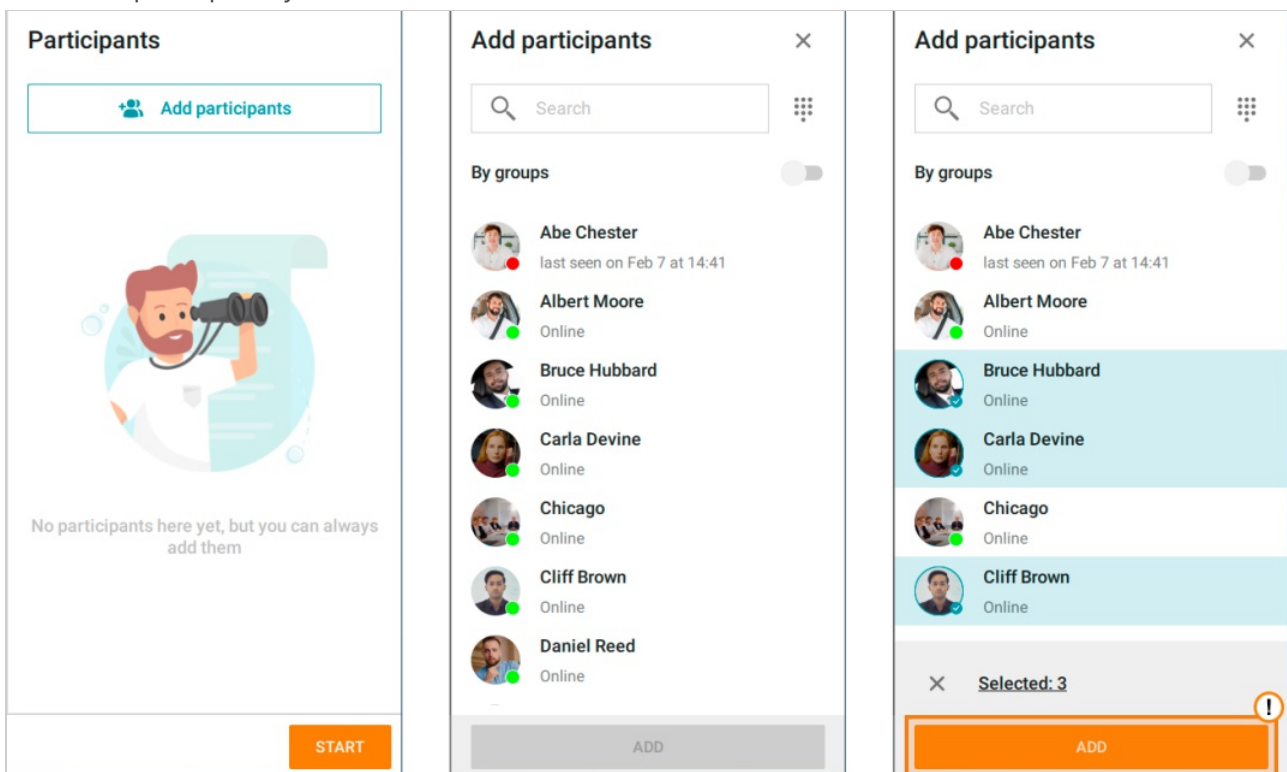 Participants
Add participants
No participants here yet, but you can always
add them
START
Add participants
Search
By groups
Abe Chester
last seen on Feb 7 at 14:41
Albert Moore
Online
Bruce Hubbard
Online
Carla Devine
Online
Chicago
Online
Cliff Brown
Online
Daniel Reed
Online
ADD
Add participants
Search
By groups
Abe Chester
last seen on Feb 7 at 14:41
Albert Moore
Online
Bruce Hubbard
Online
Carla Devine
Online
Chicago
Online
Cliff Brown
Online
Selected: 3
!
ADD